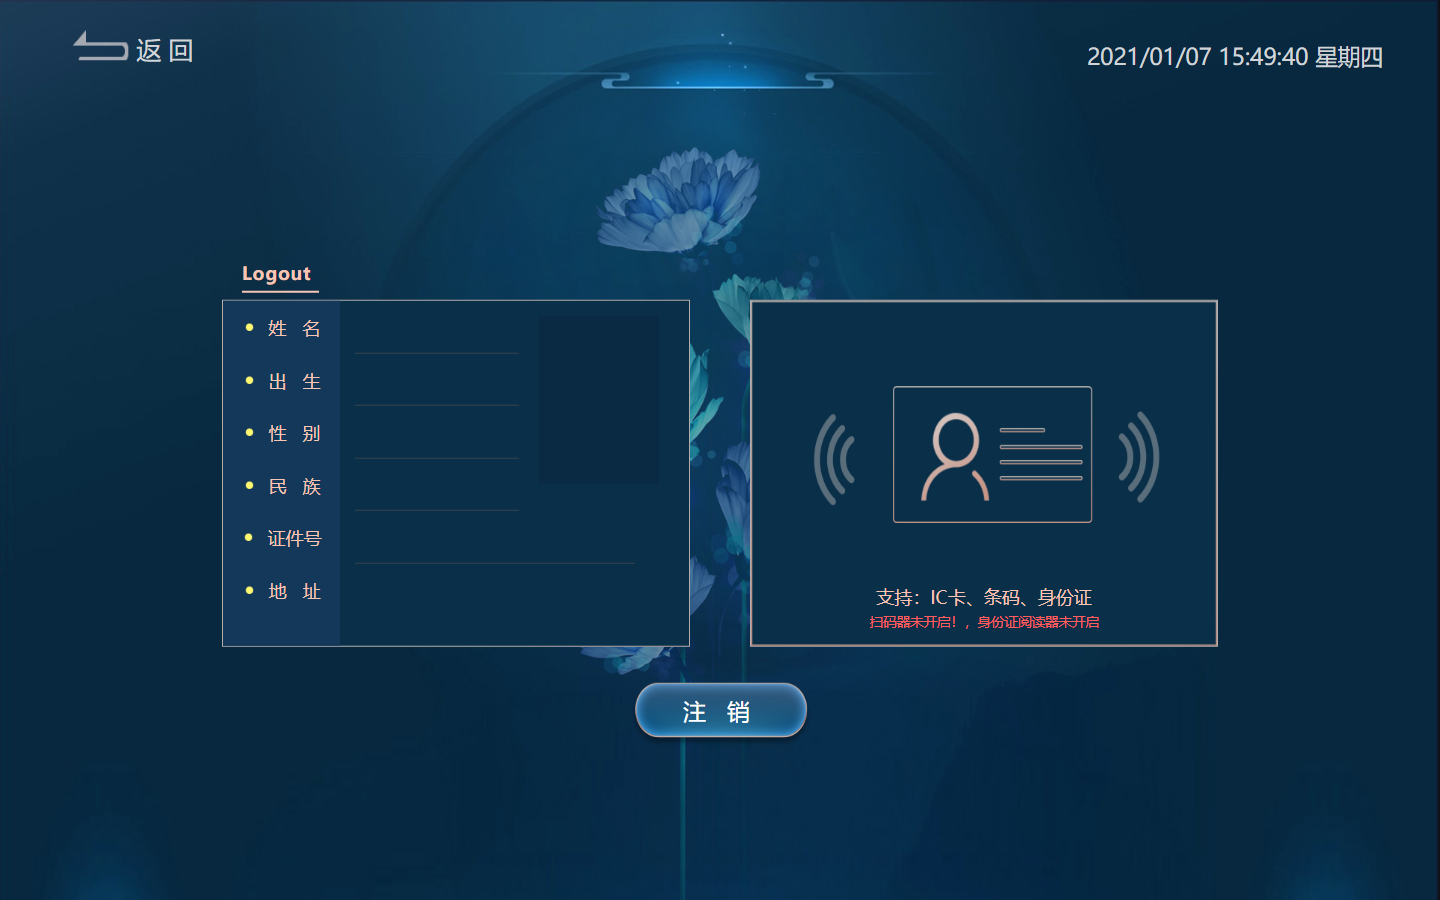 返 回
2021/01/07 15:49:40 星期四
Logout
姓 名
出 生
性 别
民 族
证件号
地 址
支持：IC卡、条码、身份证
扫码器未开启！，身份证阅读器未开启
注 销